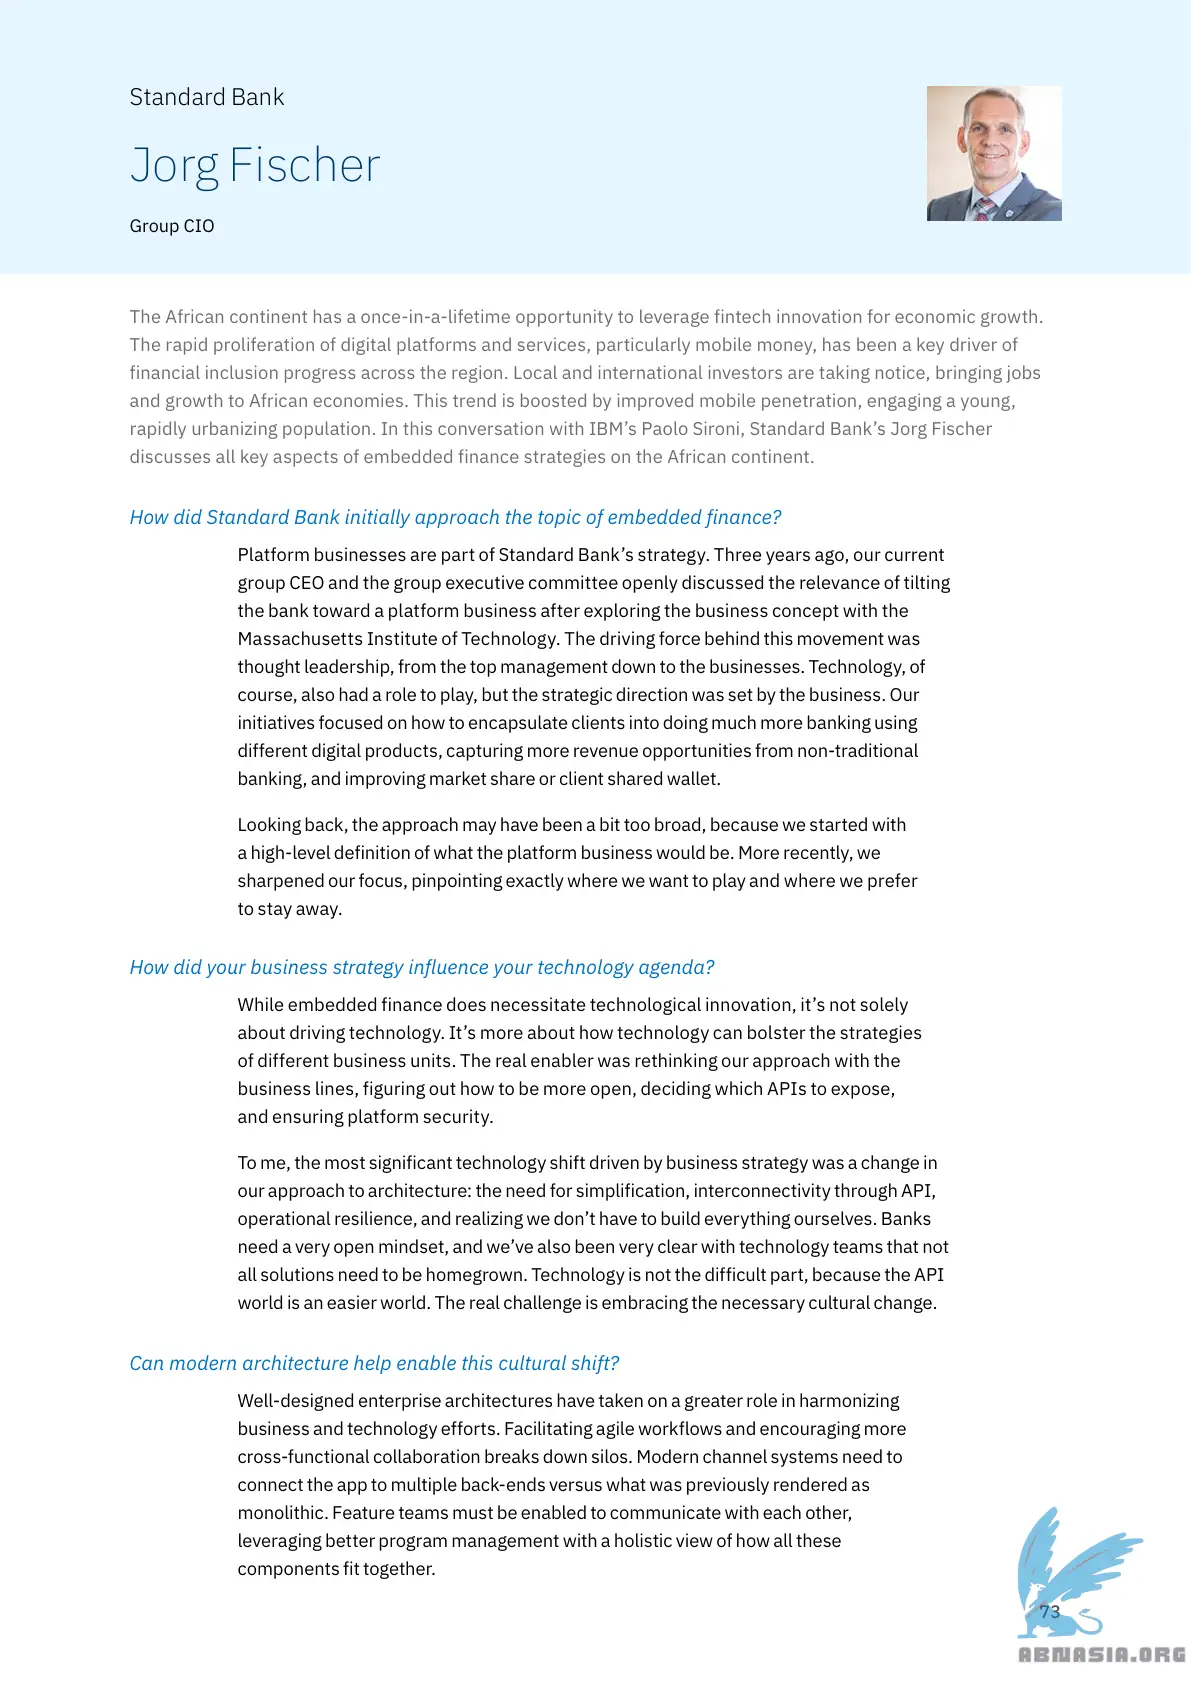 Standard Bank
Jorg Fischer
Group CIO
The African continent has a once-in-a-lifetime opportunity to leverage fintech innovation for economic growth.
The rapid proliferation of digital platforms and services, particularly mobile money, has been a key driver of
financial inclusion progress across the region. Local and international investors are taking notice, bringing jobs
and growth to African economies. This trend is boosted by improved mobile penetration, engaging a young,
rapidly urbanizing population. In this conversation with IBM’s Paolo Sironi, Standard Bank’s Jorg Fischer
discusses all key aspects of embedded finance strategies on the African continent.
How did Standard Bank initially approach the topic of embedded finance?
Platform businesses are part of Standard Bank’s strategy. Three years ago, our current
group CEO and the group executive committee openly discussed the relevance of tilting
the bank toward a platform business after exploring the business concept with the
Massachusetts Institute of Technology. The driving force behind this movement was
thought leadership, from the top management down to the businesses. Technology, of
course, also had a role to play, but the strategic direction was set by the business. Our
initiatives focused on how to encapsulate clients into doing much more banking using
different digital products, capturing more revenue opportunities from non-traditional
banking, and improving market share or client shared wallet.
Looking back, the approach may have been a bit too broad, because we started with
a high-level definition of what the platform business would be. More recently, we
sharpened our focus, pinpointing exactly where we want to play and where we prefer
to stay away.
How did your business strategy influence your technology agenda?
While embedded finance does necessitate technological innovation, it’s not solely
about driving technology. It’s more about how technology can bolster the strategies
of different business units. The real enabler was rethinking our approach with the
business lines, figuring out how to be more open, deciding which APIs to expose,
and ensuring platform security.
To me, the most significant technology shift driven by business strategy was a change in
our approach to architecture: the need for simplification, interconnectivity through API,
operational resilience, and realizing we don’t have to build everything ourselves. Banks
need a very open mindset, and we’ve also been very clear with technology teams that not
all solutions need to be homegrown. Technology is not the difficult part, because the API
world is an easier world. The real challenge is embracing the necessary cultural change.
Can modern architecture help enable this cultural shift?
Well-designed enterprise architectures have taken on a greater role in harmonizing
business and technology efforts. Facilitating agile workflows and encouraging more
cross-functional collaboration breaks down silos. Modern channel systems need to
connect the app to multiple back-ends versus what was previously rendered as
monolithic. Feature teams must be enabled to communicate with each other,
leveraging better program management with a holistic view of how all these
components fit together.
73
ABNASIA.ORG